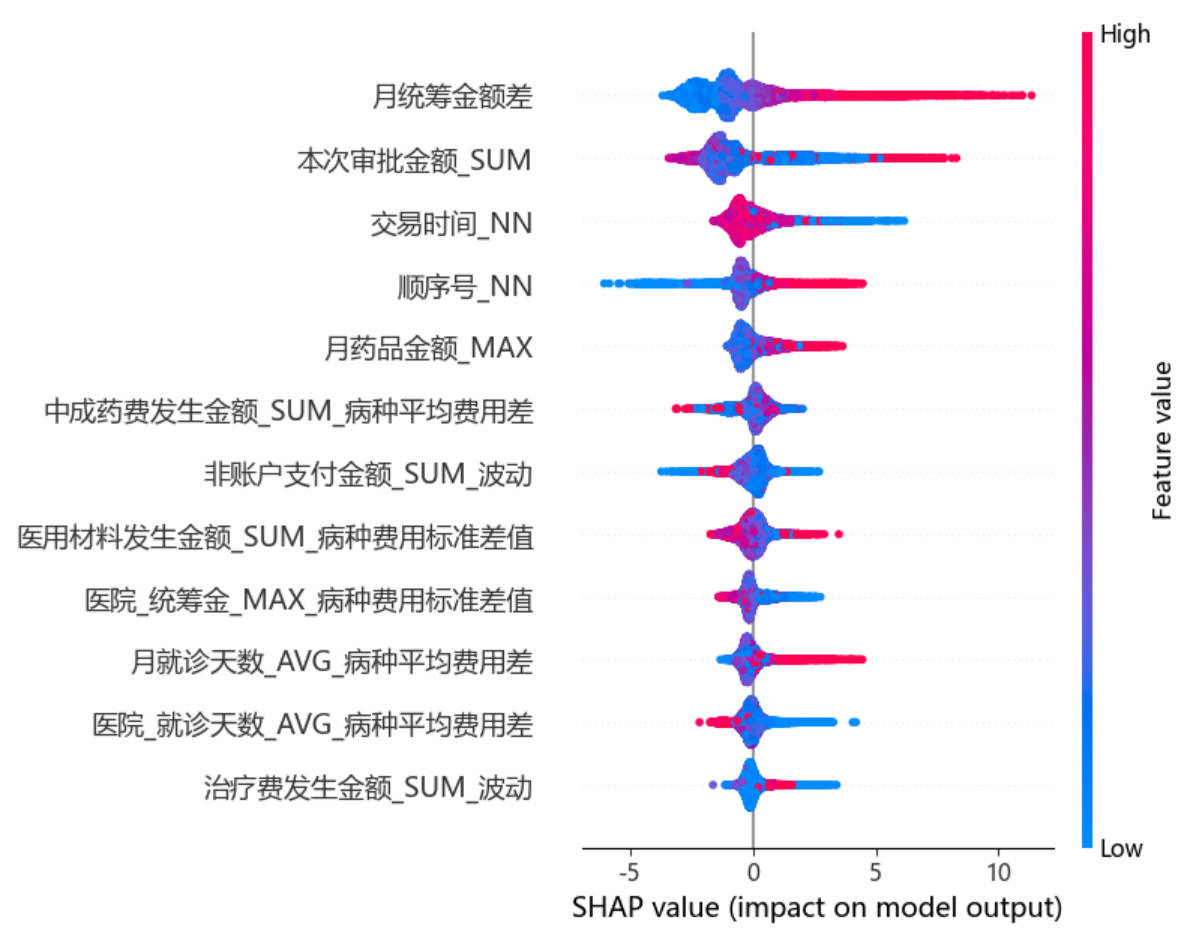 High
月统筹金额差
本次审批金额_SUM
交易时间_NN
顺序号_NN
月药品金额_MAX
中成药费发生金额_SUM_病种平均费用差
非账户支付金额_SUM_波动
医用材料发生金额_SUM_病种费用标准差值
医院_统筹金_MAX_病种费用标准差值
月就诊天数_AVG_病种平均费用差
医院_就诊天数_AVG_病种平均费用差
治疗费发生金额_SUM_波动
Feature value
Low
-5 0 5 10
SHAP value (impact on model output)